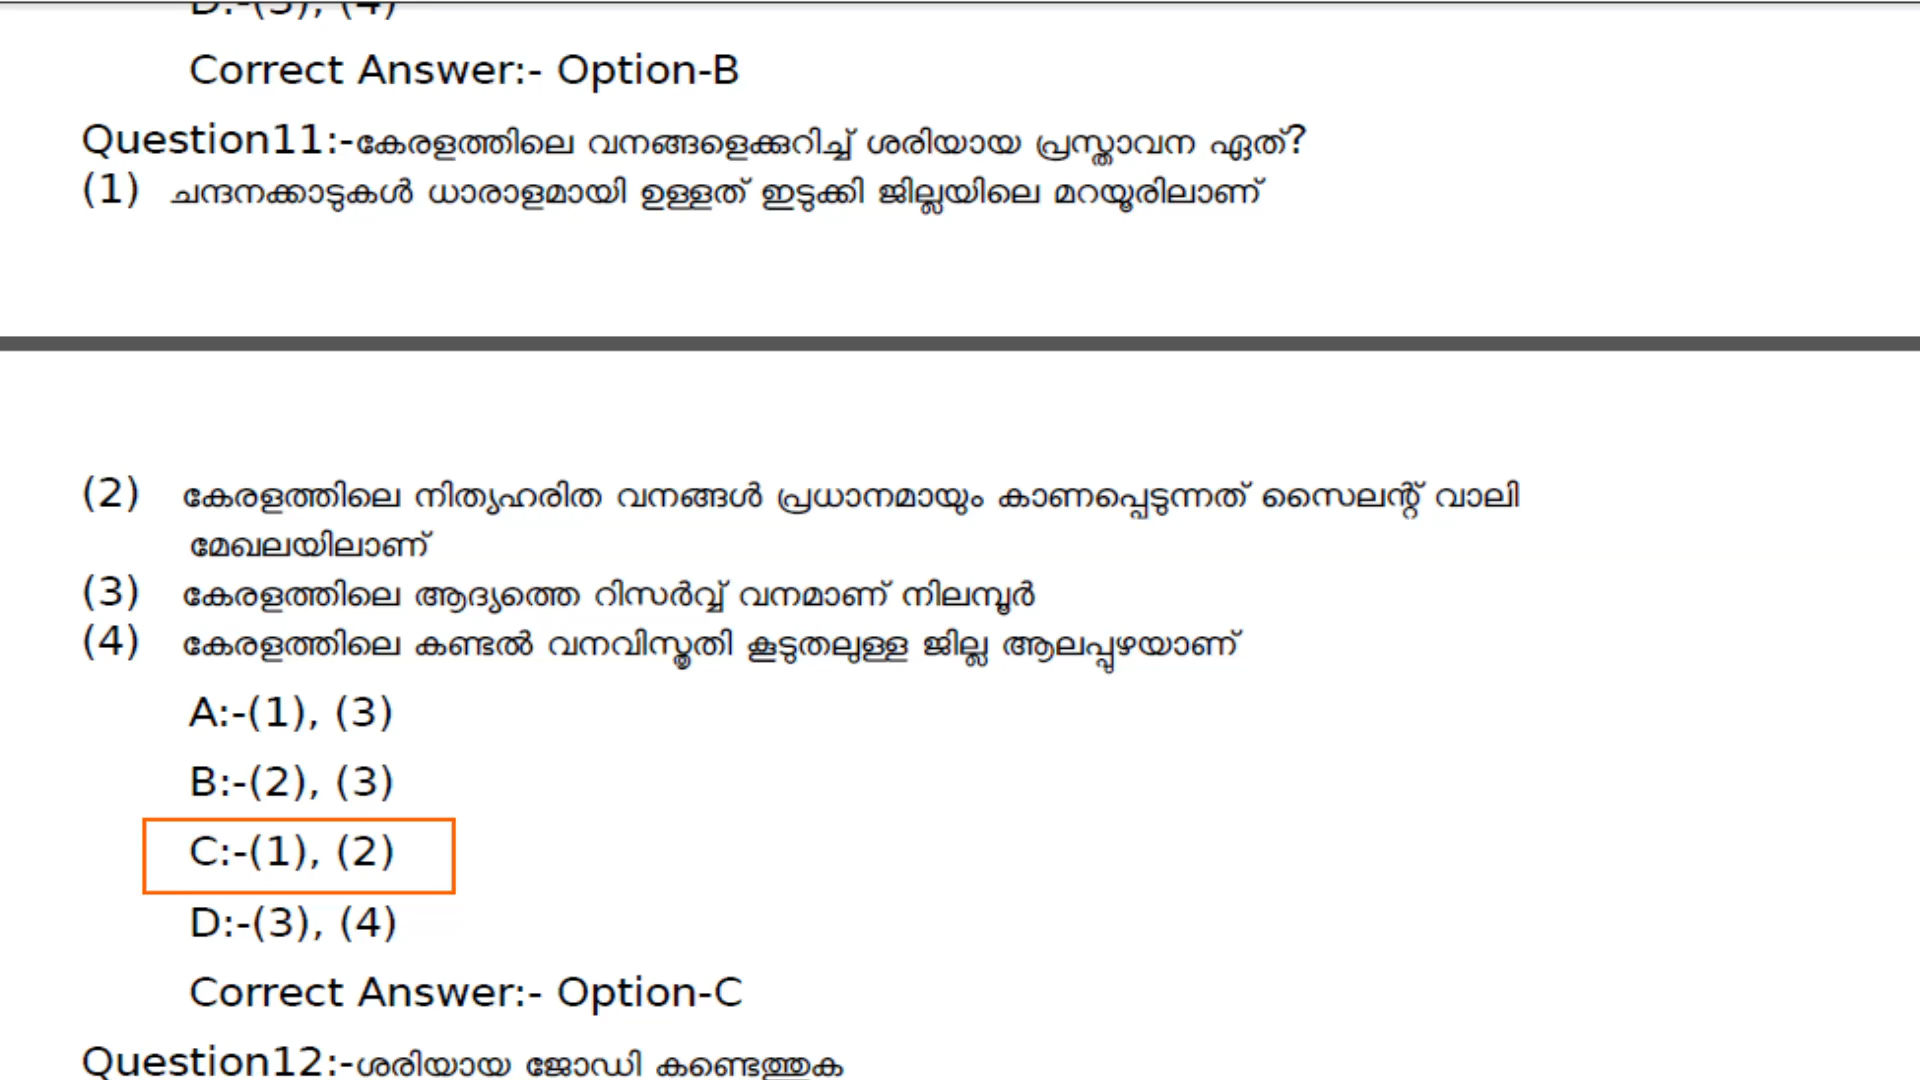 D:-(3), (4)
Correct Answer:- Option-B
Question11:-കേരളത്തിലെ വനങ്ങളെക്കുറിച്ച് ശരിയായ പ്രസ്താവന ഏത്?
(1) ചന്ദനക്കാടുകൾ ധാരാളമായി ഉള്ളത് ഇടുക്കി ജില്ലയിലെ മറയൂരിലാണ്
(2) കേരളത്തിലെ നിത്യഹരിത വനങ്ങൾ പ്രധാനമായും കാണപ്പെടുന്നത് സൈലന്റ് വാലി
മേഖലയിലാണ്
(3) കേരളത്തിലെ ആദ്യത്തെ റിസർവ്വ് വനമാണ് നിലമ്പൂർ
(4) കേരളത്തിലെ കണ്ടൽ വനവിസ്തൃതി കൂടുതലുള്ള ജില്ല ആലപ്പുഴയാണ്
A:-(1), (3)
B:-(2), (3)
C:-(1), (2)
D:-(3), (4)
Correct Answer:- Option-C
Question12:-ശരിയായ ജോഡി കണ്ടെത്തുക